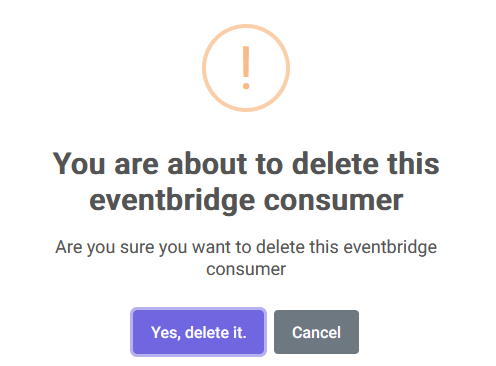 You are about to delete this
eventbridge consumer
Are you sure you want to delete this eventbridge
consumer
Yes, delete it.
Cancel